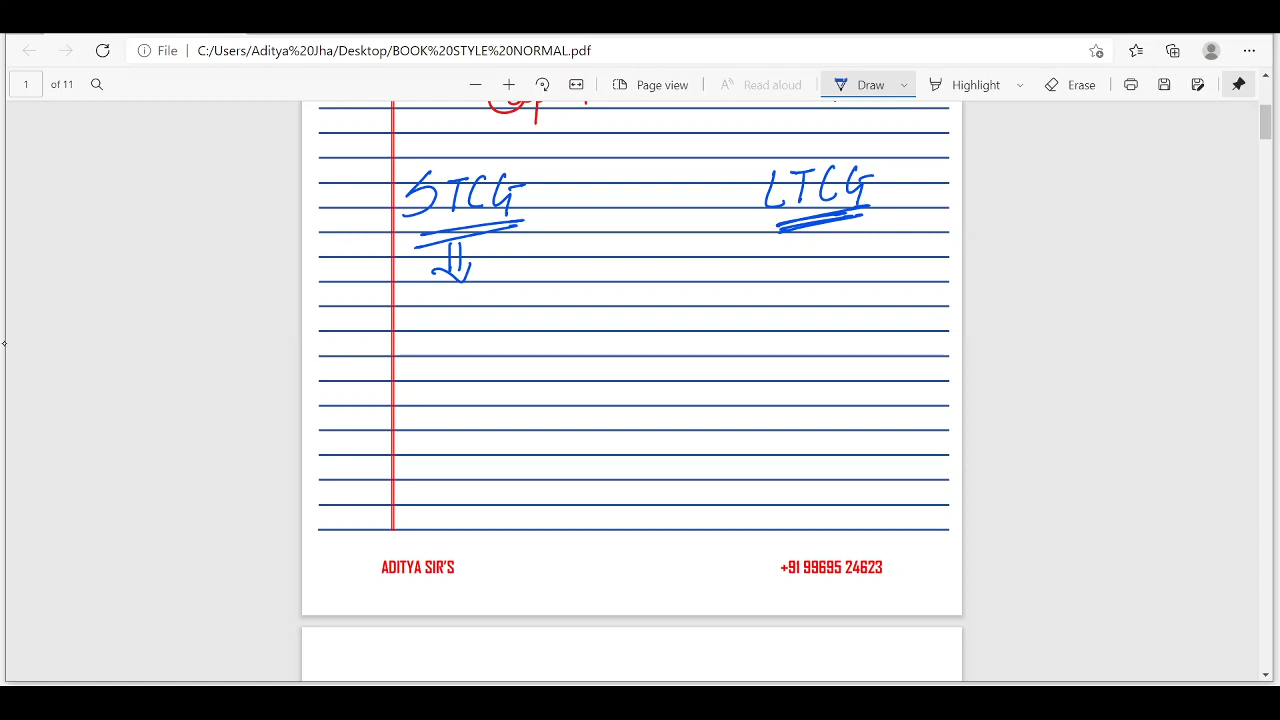 File C:/Users/Aditya%20Jha/Desktop/BOOK%20STYLE%20NORMAL.pdf
1 of 11 Page view Read aloud Draw Highlight Erase
STCG LTCG
ADITYA SIR'S +91 99695 24623